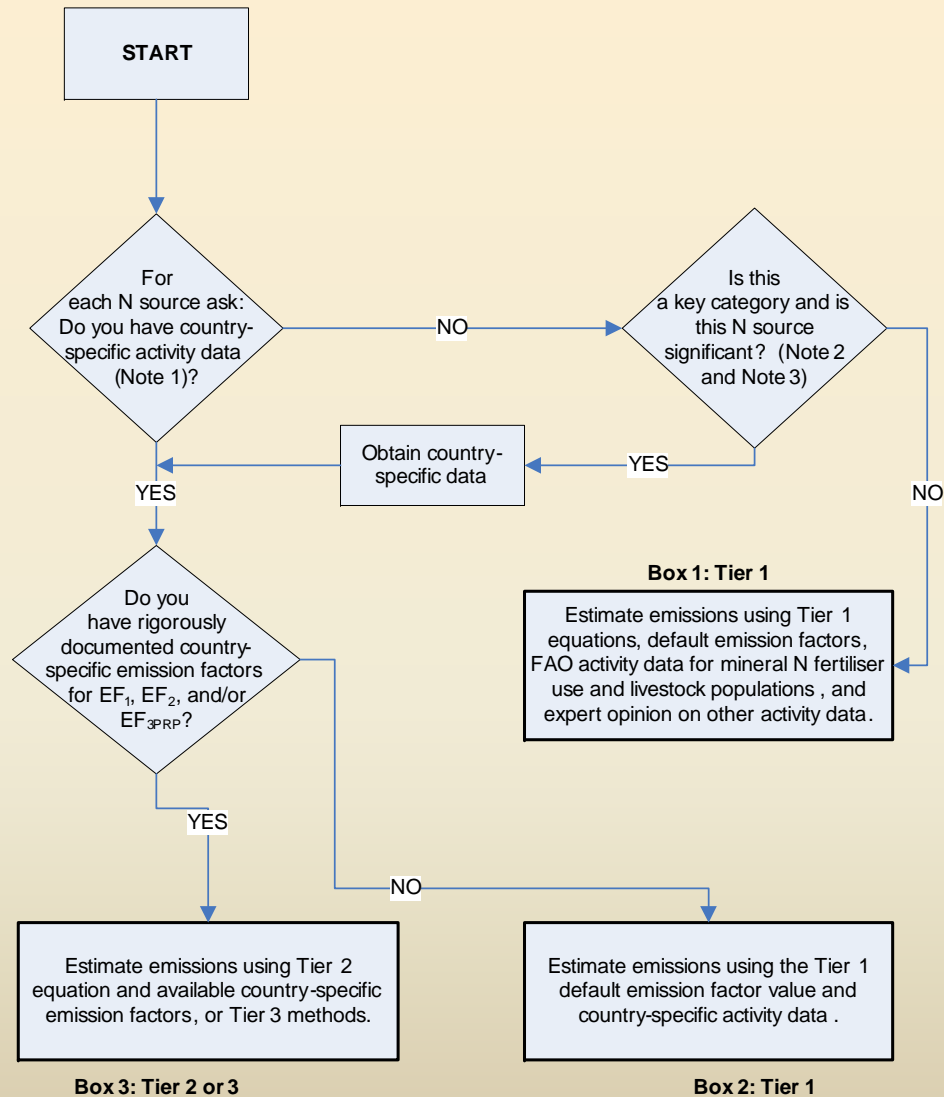 START
For
each N source ask:
Do you have country-
specific activity data
(Note 1)?
NO
Is this
a key category and is
this N source
significant? (Note 2
and Note 3)
Obtain country-
specific data
YES
YES
NO
Box 1: Tier 1
Estimate emissions using Tier 1
equations, default emission factors,
FAO activity data for mineral N fertiliser
use and livestock populations , and
expert opinion on other activity data.
Do you
have rigorously
documented country-
specific emission factors
for EF₁, EF₂, and/or
EF₃PRP?
YES
NO
Estimate emissions using Tier 2
equation and available country-specific
emission factors, or Tier 3 methods.
Box 3: Tier 2 or 3
Estimate emissions using the Tier 1
default emission factor value and
country-specific activity data .
Box 2: Tier 1